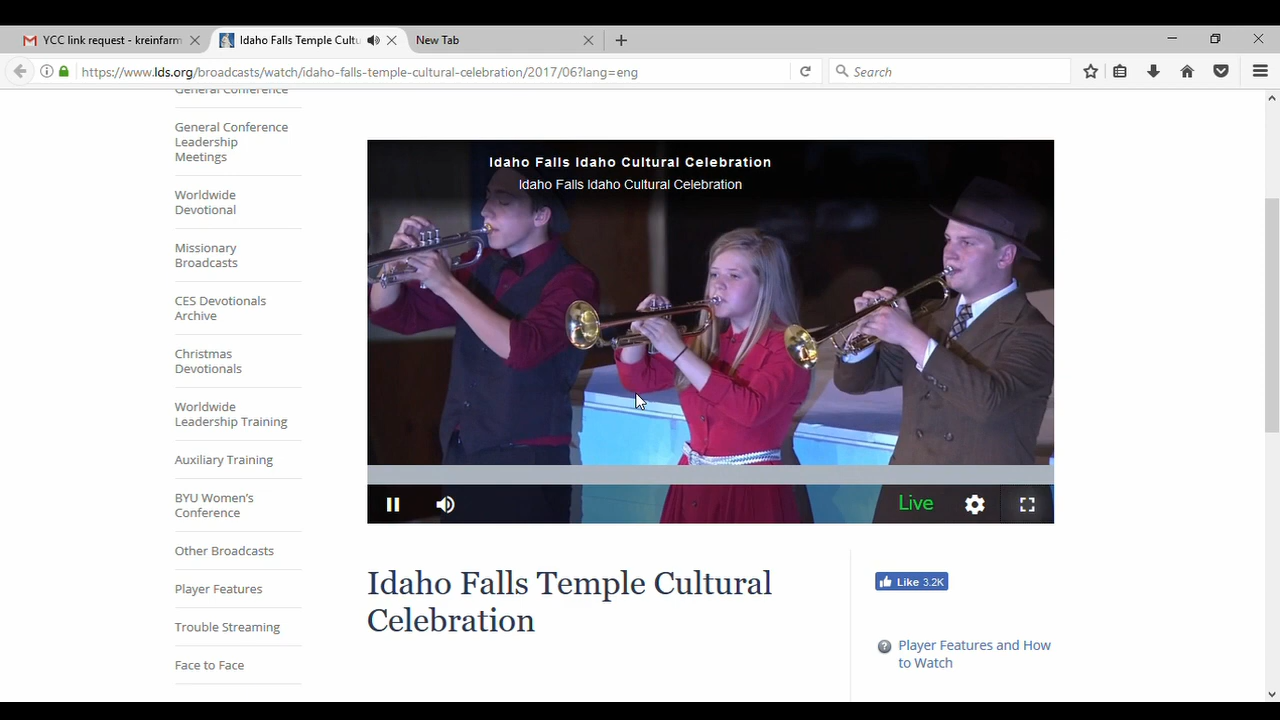 YCC link request - kreinfarm
Idaho Falls Temple Cultu
New Tab
https://www.lds.org/broadcasts/watch/idaho-falls-temple-cultural-celebration/2017/06?lang=eng
Search
General Conference
General Conference
Leadership
Meetings
Worldwide
Devotional
Missionary
Broadcasts
CES Devotionals
Archive
Christmas
Devotionals
Worldwide
Leadership Training
Auxiliary Training
BYU Women's
Conference
Other Broadcasts
Player Features
Trouble Streaming
Face to Face
Idaho Falls Idaho Cultural Celebration
Idaho Falls Idaho Cultural Celebration
Live
Idaho Falls Temple Cultural
Celebration
Like 3.2K
Player Features and How
to Watch